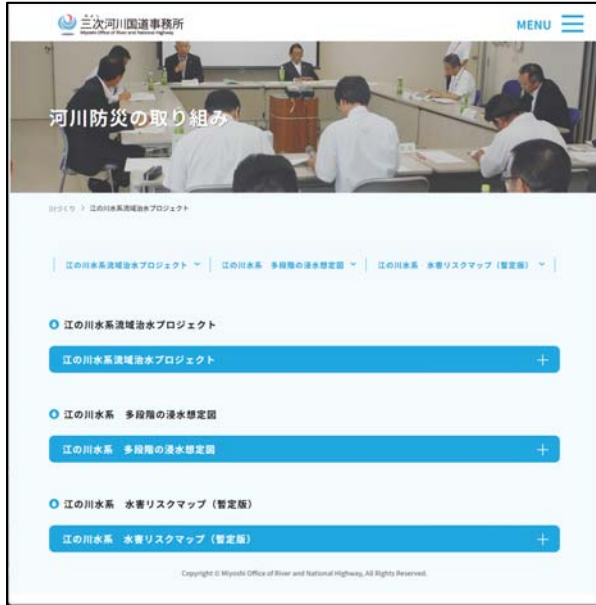 三次河川国道事務所
Miyoshi Office of River and National Highway
MENU
河川防災の取り組み
川づくり > 江の川水系流域治水プロジェクト
江の川水系流域治水プロジェクト
江の川水系 多段階の浸水想定図
江の川水系 水害リスクマップ（暫定版）
江の川水系流域治水プロジェクト
江の川水系流域治水プロジェクト
江の川水系 多段階の浸水想定図
江の川水系 多段階の浸水想定図
江の川水系 水害リスクマップ（暫定版）
江の川水系 水害リスクマップ（暫定版）
Copyright © Miyoshi Office of River and National Highway, All Rights Reserved.